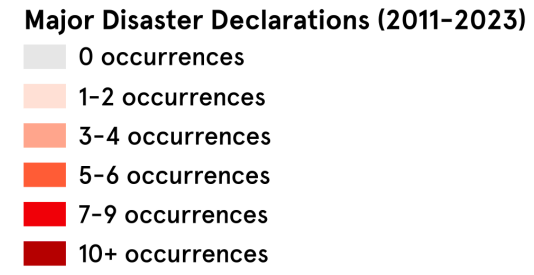 Major Disaster Declarations (2011-2023)
0 occurrences
1-2 occurrences
3-4 occurrences
5-6 occurrences
7-9 occurrences
10+ occurrences